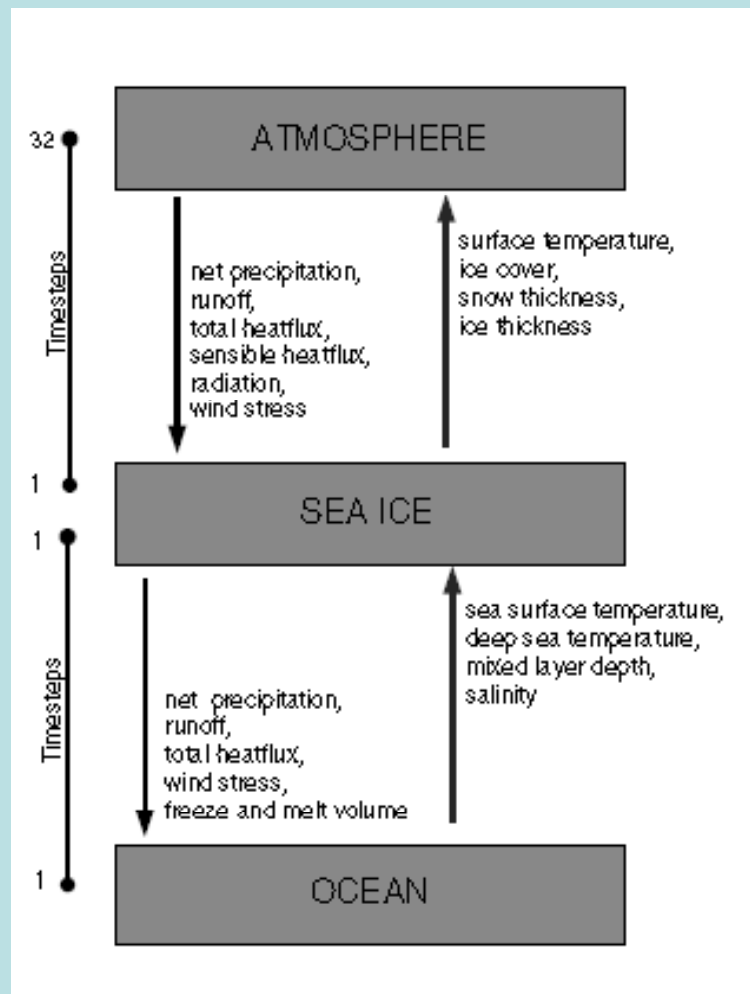 ATMOSPHERE
32
Timesteps
1
net precipitation,
runoff,
total heatflux,
sensible heatflux,
radiation,
wind stress
surface temperature,
ice cover,
snow thickness,
ice thickness
SEA ICE
1
Timesteps
1
net precipitation,
runoff,
total heatflux,
wind stress,
freeze and melt volume
sea surface temperature,
deep sea temperature,
mixed layer depth,
salinity
OCEAN